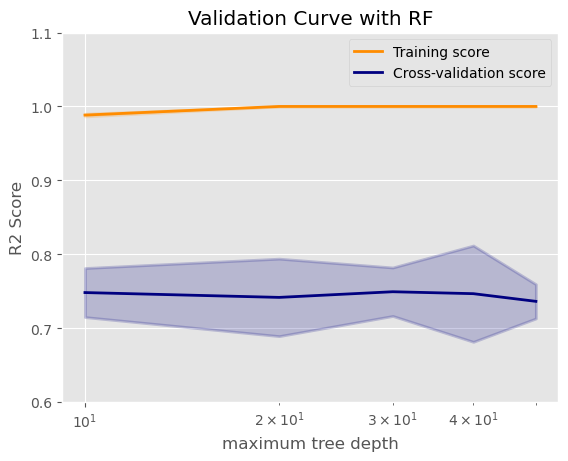 Validation Curve with RF
Training score
Cross-validation score
R2 Score
1.1
1.0
0.9
0.8
0.7
0.6
10¹
2 × 10¹
3 × 10¹
4 × 10¹
maximum tree depth